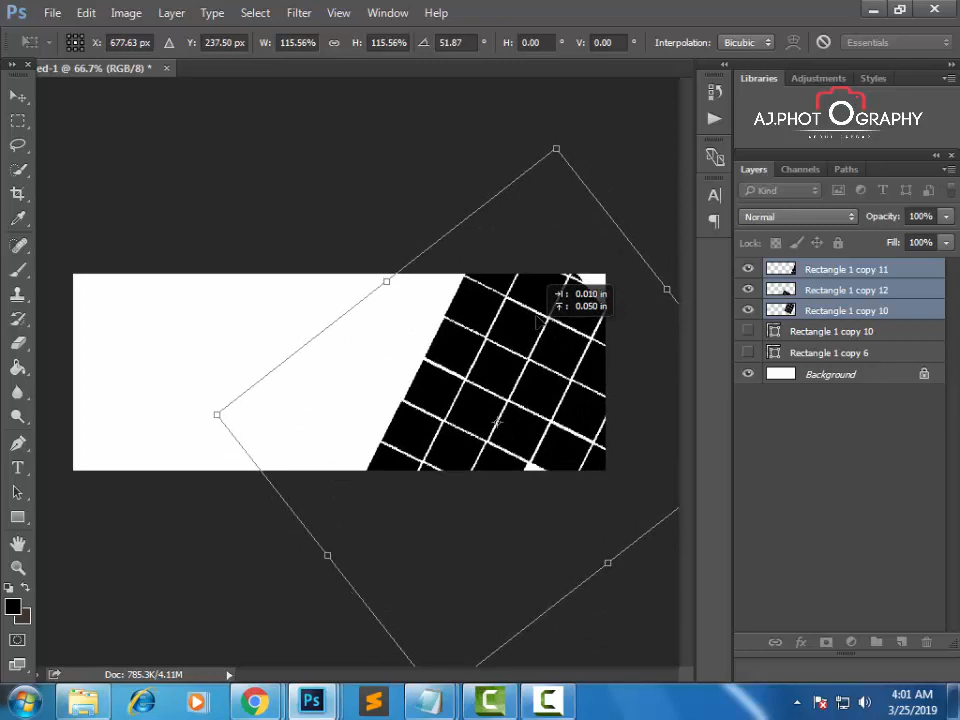 Ps File Edit Image Layer Type Select Filter View Window Help
X: 677.63 px Y: 237.50 px W: 115.56% H: 115.56% 51.87 ° H: 0.00 ° V: 0.00 ° Interpolation: Bicubic Essentials
ed-1 @ 66.7% (RGB/8) * ×
Libraries Adjustments Styles
AJ.PHOT GRAPHY
Layers Channels Paths
Kind
Normal Opacity: 100%
Lock: Fill: 100%
Rectangle 1 copy 11
Rectangle 1 copy 12
Rectangle 1 copy 10
Rectangle 1 copy 10
Rectangle 1 copy 6
Background
: 0.010 in
: 0.050 in
Doc: 785.3K/4.11M
Ps
4:01 AM
3/25/2019